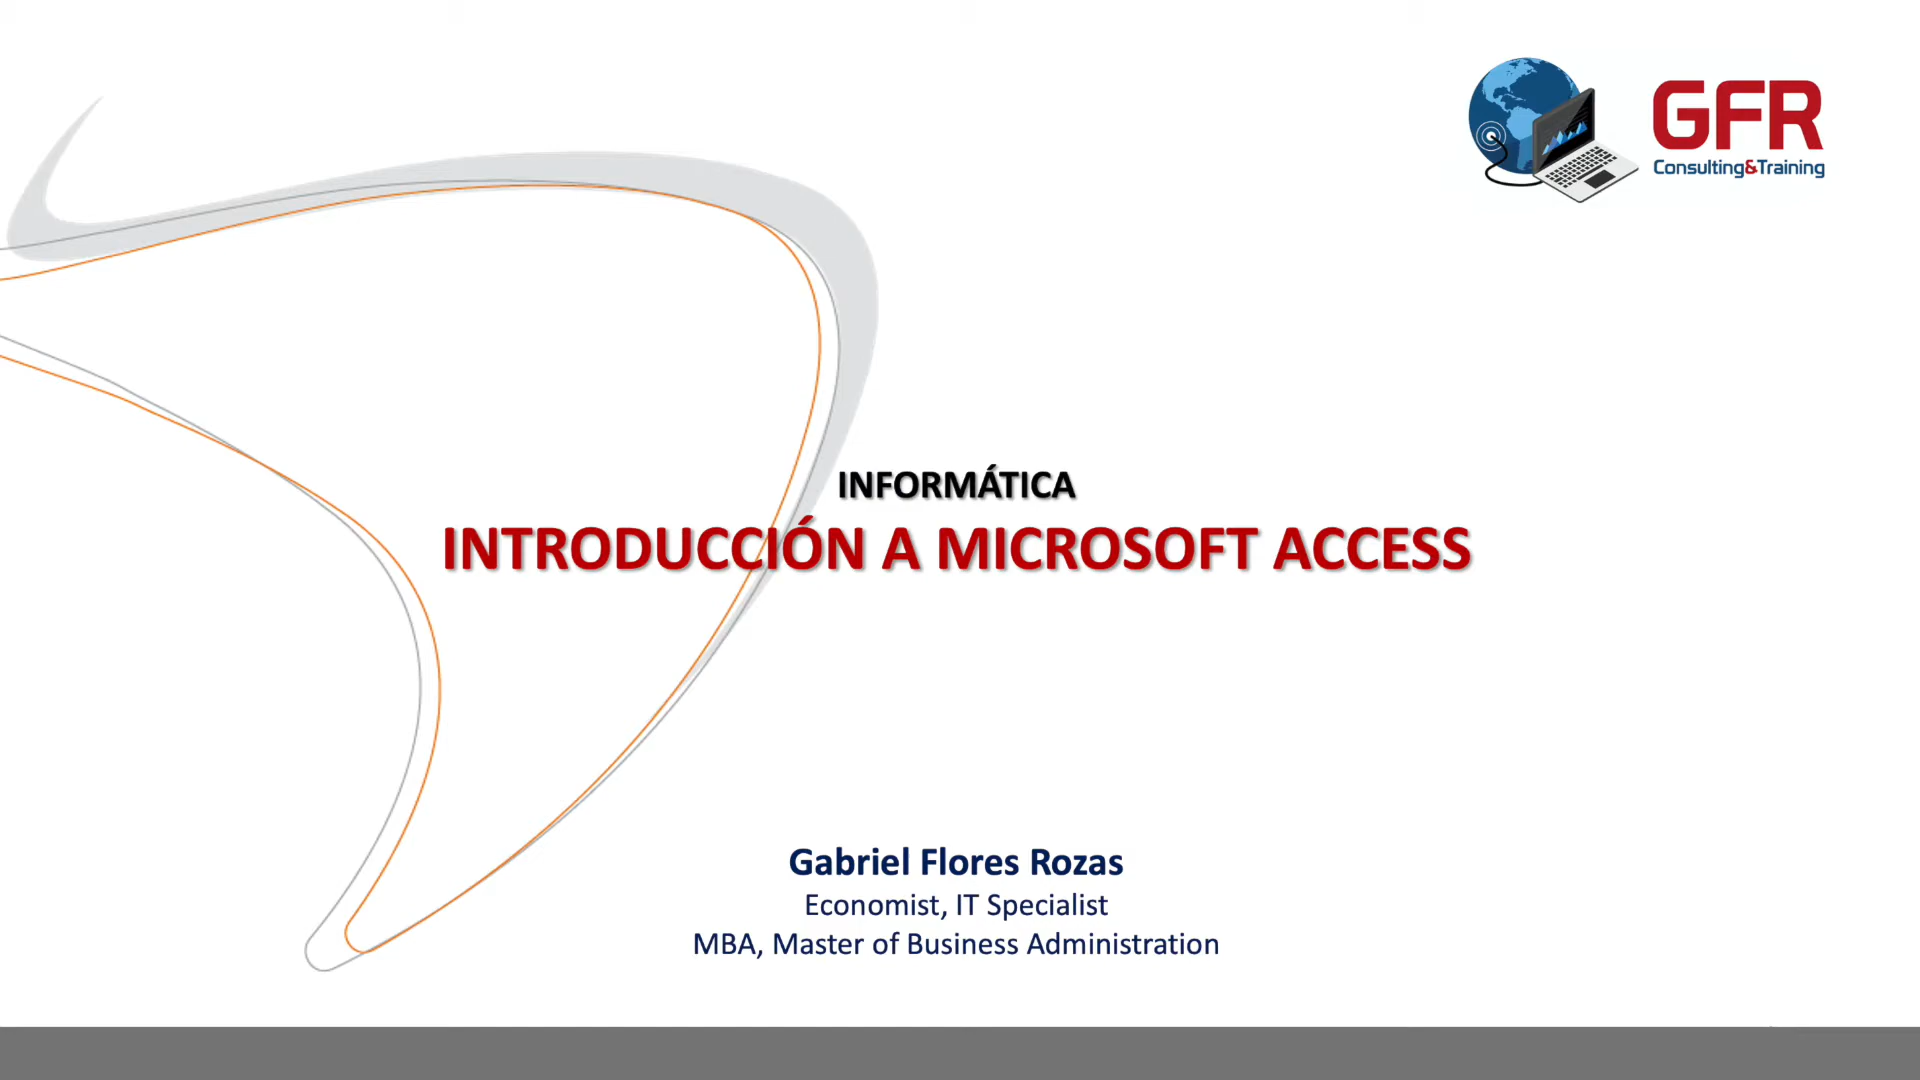 GFR
Consulting&Training
INFORMÁTICA
INTRODUCCIÓN A MICROSOFT ACCESS
Gabriel Flores Rozas
Economist, IT Specialist
MBA, Master of Business Administration